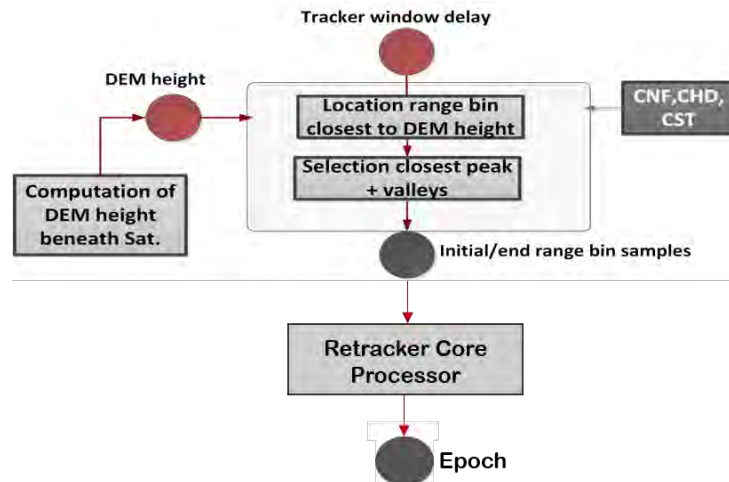 Tracker window delay
DEM height
CNF,CHD,
CST
Location range bin
closest to DEM height
Selection closest peak
+ valleys
Computation of
DEM height
beneath Sat.
Initial/end range bin samples
Retracker Core
Processor
Epoch